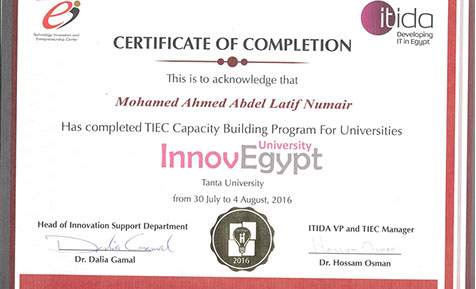 Technology Innovation and
Entrepreneurship Center
itida
Developing
IT in Egypt
CERTIFICATE OF COMPLETION
This is to acknowledge that
Mohamed Ahmed Abdel Latif Numair
Has completed TIEC Capacity Building Program For Universities
InnovEgypt
University
Tanta University
from 30 July to 4 August, 2016
Head of Innovation Support Department
Dalia Gamal
Dr. Dalia Gamal
2016
ITIDA VP and TIEC Manager
Hossam Osman
Dr. Hossam Osman